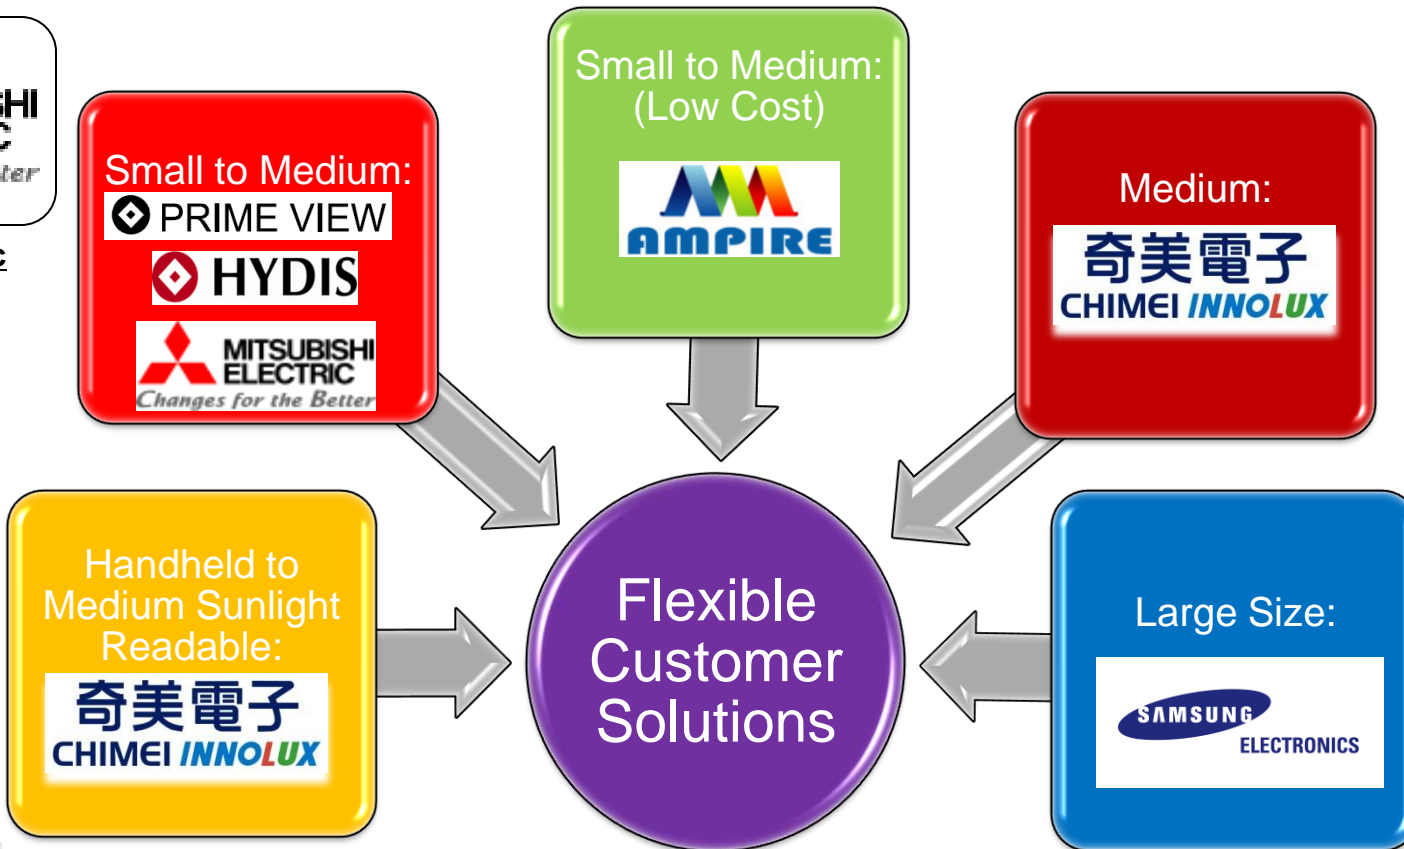 Small to Medium:
PRIME VIEW
HYDIS
MITSUBISHI
ELECTRIC
Changes for the Better
Small to Medium:
(Low Cost)
AMPIRE
Medium:
奇美電子
CHIMEI INNOLUX
Handheld to
Medium Sunlight
Readable:
奇美電子
CHIMEI INNOLUX
Flexible
Customer
Solutions
Large Size:
SAMSUNG
ELECTRONICS